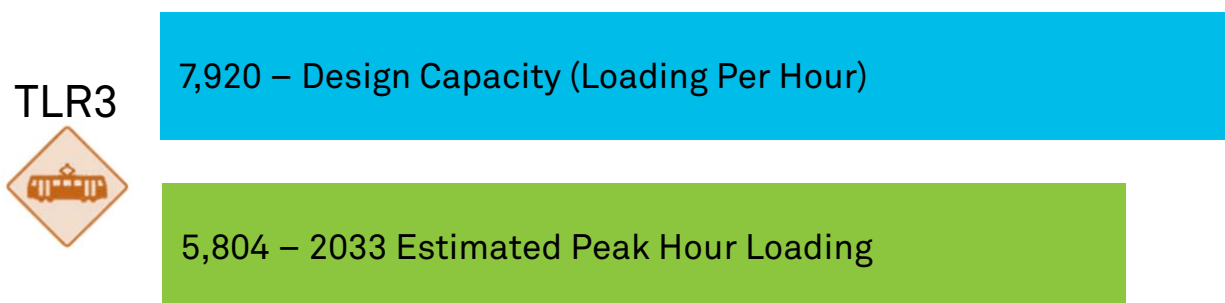 7,920 – Design Capacity (Loading Per Hour)
TLR3
5,804 – 2033 Estimated Peak Hour Loading